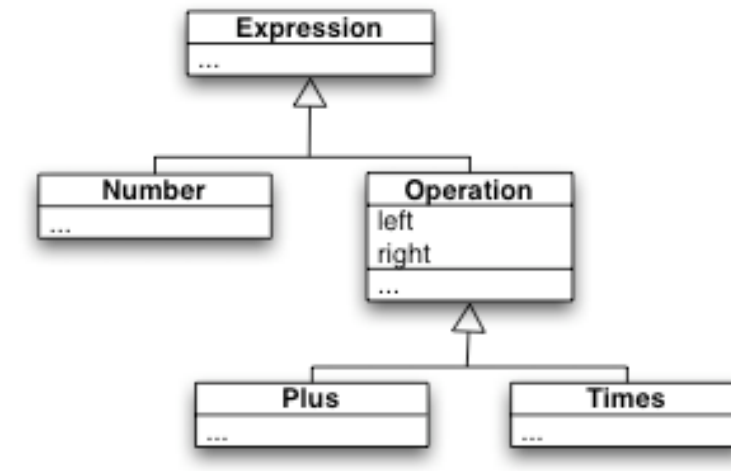 Expression
...
Number
...
Operation
left
right
...
Plus
...
Times
...